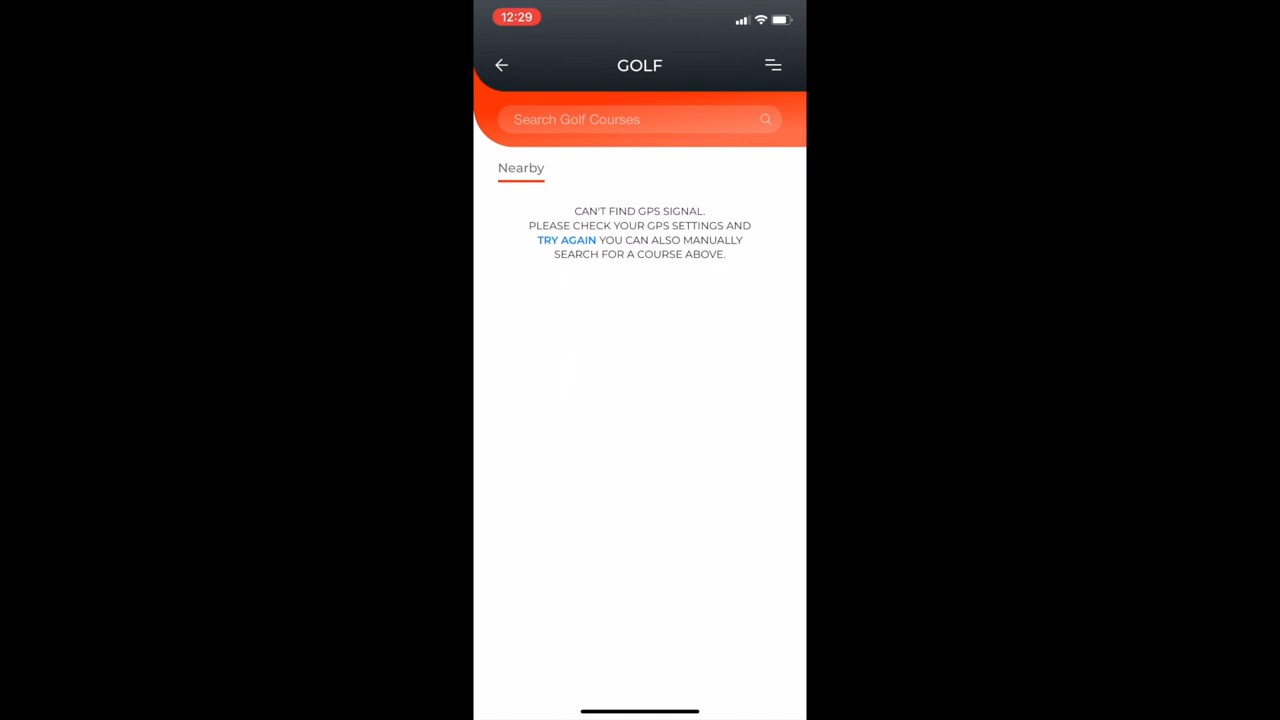 12:29
GOLF
Search Golf Courses
Nearby
CAN'T FIND GPS SIGNAL.
PLEASE CHECK YOUR GPS SETTINGS AND
TRY AGAIN YOU CAN ALSO MANUALLY
SEARCH FOR A COURSE ABOVE.